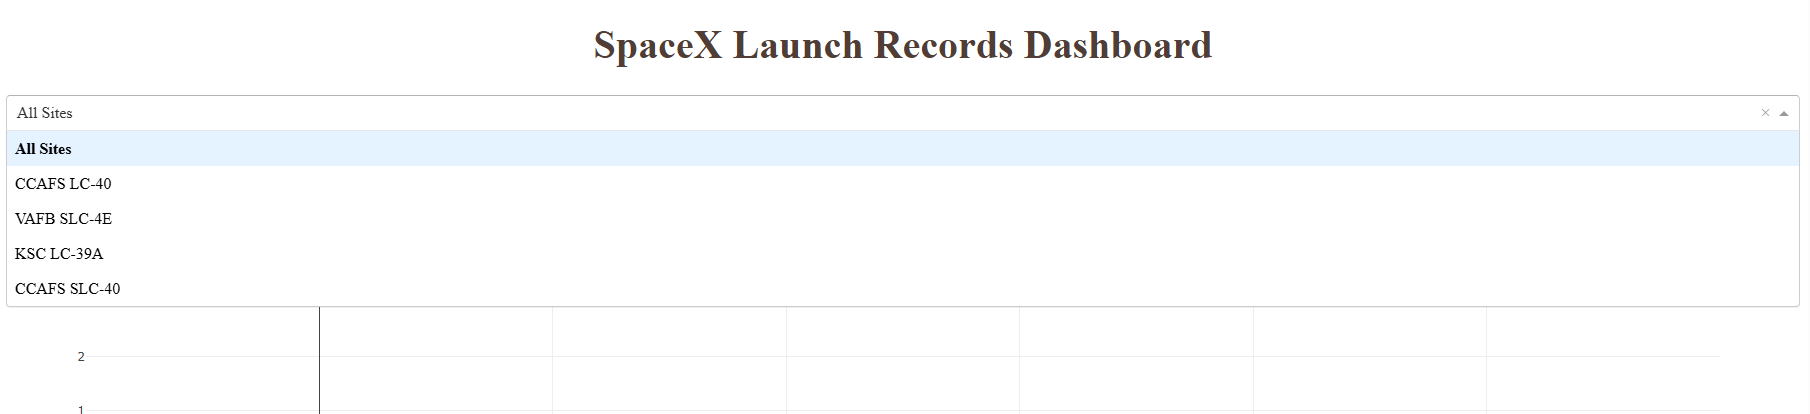 SpaceX Launch Records Dashboard
All Sites
All Sites
CCAFS LC-40
VAFB SLC-4E
KSC LC-39A
CCAFS SLC-40
2
1